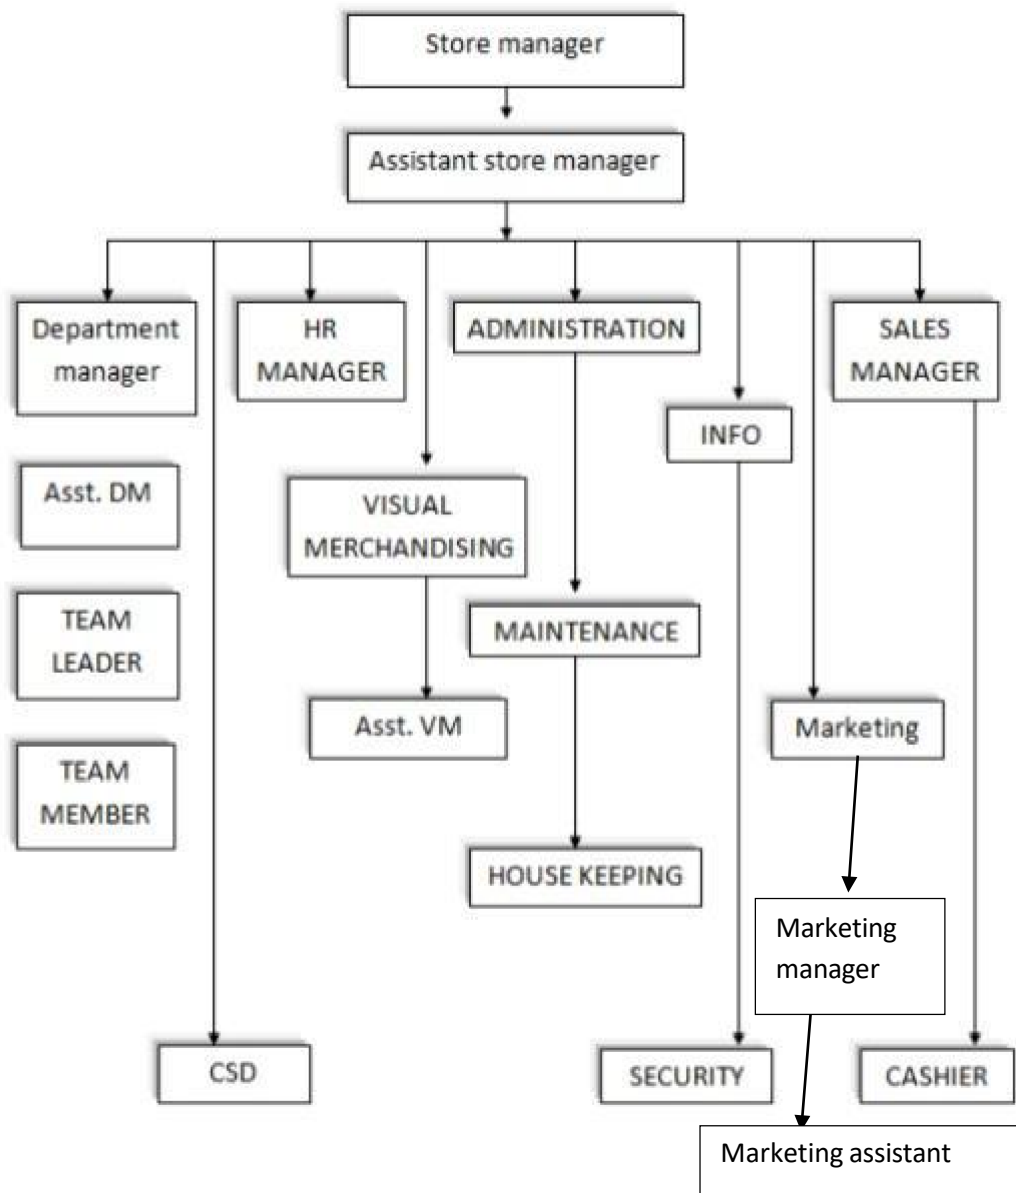 Store manager
Assistant store manager
Department
manager
HR
MANAGER
ADMINISTRATION
SALES
MANAGER
INFO
Asst. DM
VISUAL
MERCHANDISING
TEAM
LEADER
MAINTENANCE
Asst. VM
Marketing
TEAM
MEMBER
HOUSE KEEPING
Marketing
manager
CSD
SECURITY
CASHIER
Marketing assistant